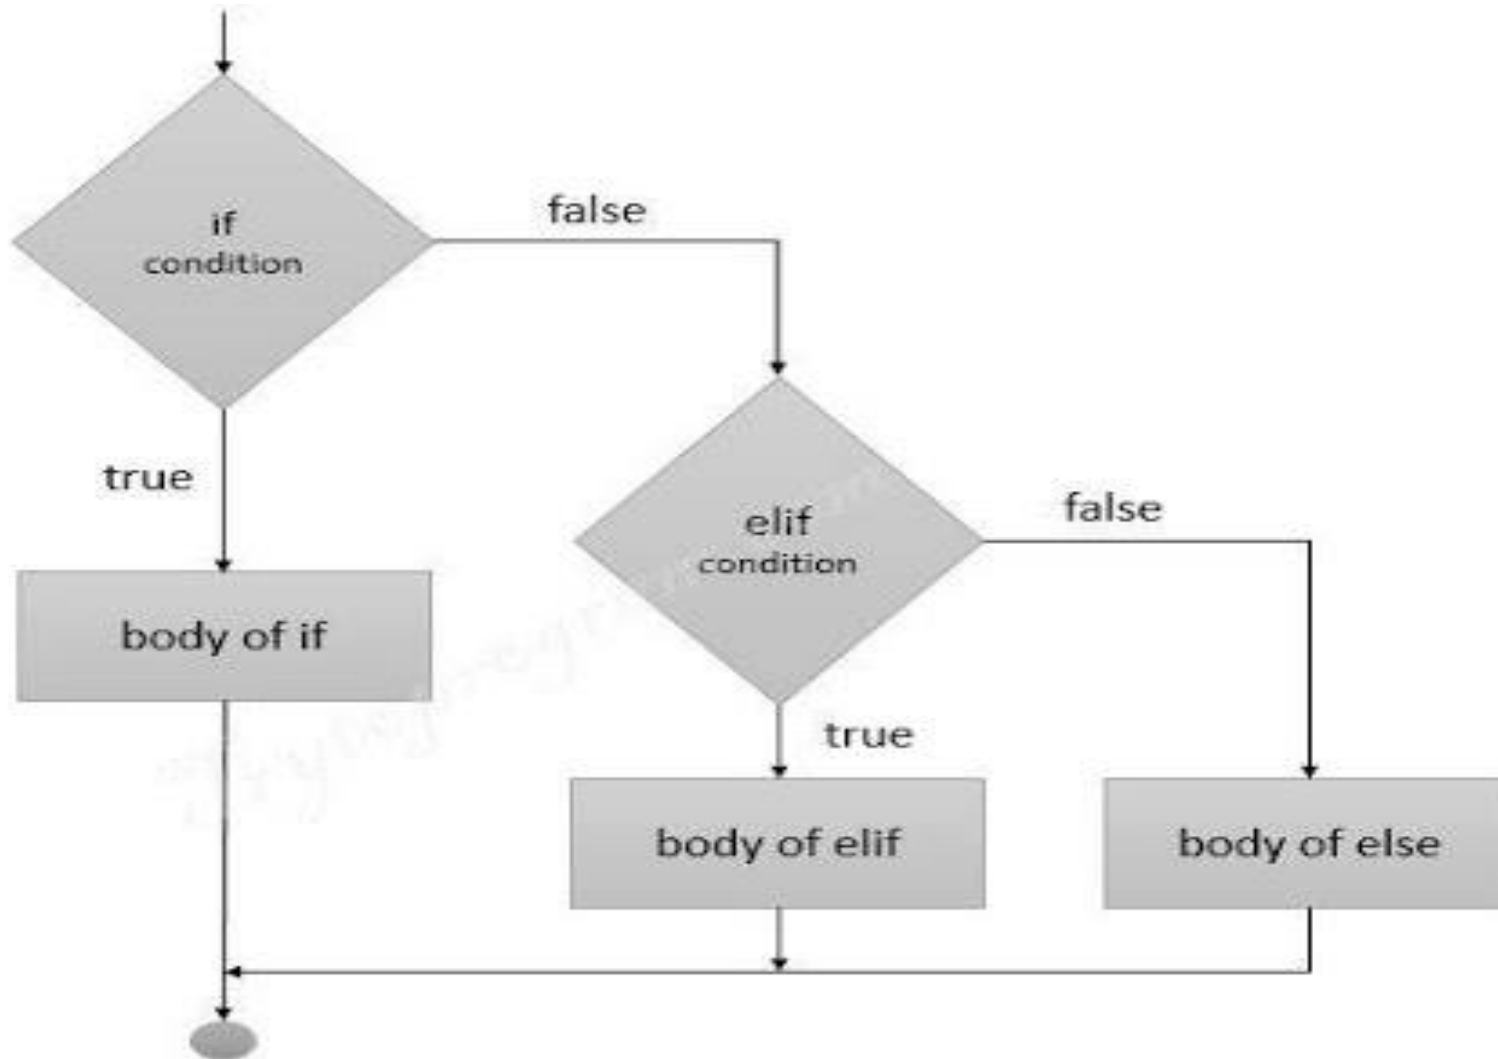 if
condition
false
true
elif
condition
false
body of if
true
body of elif
body of else